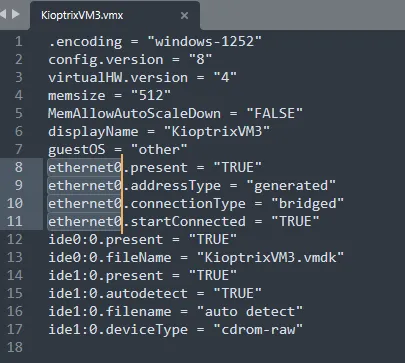 KioptrixVM3.vmx ×
1 .encoding = "windows-1252"
2 config.version = "8"
3 virtualHW.version = "4"
4 memsize = "512"
5 MemAllowAutoScaleDown = "FALSE"
6 displayName = "KioptrixVM3"
7 guestOS = "other"
8 ethernet0.present = "TRUE"
9 ethernet0.addressType = "generated"
10 ethernet0.connectionType = "bridged"
11 ethernet0.startConnected = "TRUE"
12 ide0:0.present = "TRUE"
13 ide0:0.fileName = "KioptrixVM3.vmdk"
14 ide1:0.present = "TRUE"
15 ide1:0.autodetect = "TRUE"
16 ide1:0.filename = "auto detect"
17 ide1:0.deviceType = "cdrom-raw"
18